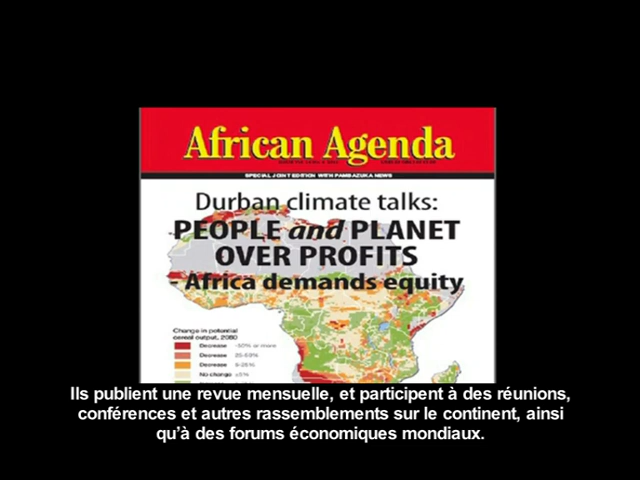 African Agenda
SPECIAL JOINT EDITION WITH PAMBAZUKA NEWS
Durban climate talks:
PEOPLE and PLANET
OVER PROFITS
- Africa demands equity
Change in potential
cereal output, 2080
Decrease
Decrease
Decrease
No change
Ils publient une revue mensuelle, et participent à des réunions,
conférences et autres rassemblements sur le continent, ainsi
qu'à des forums économiques mondiaux.